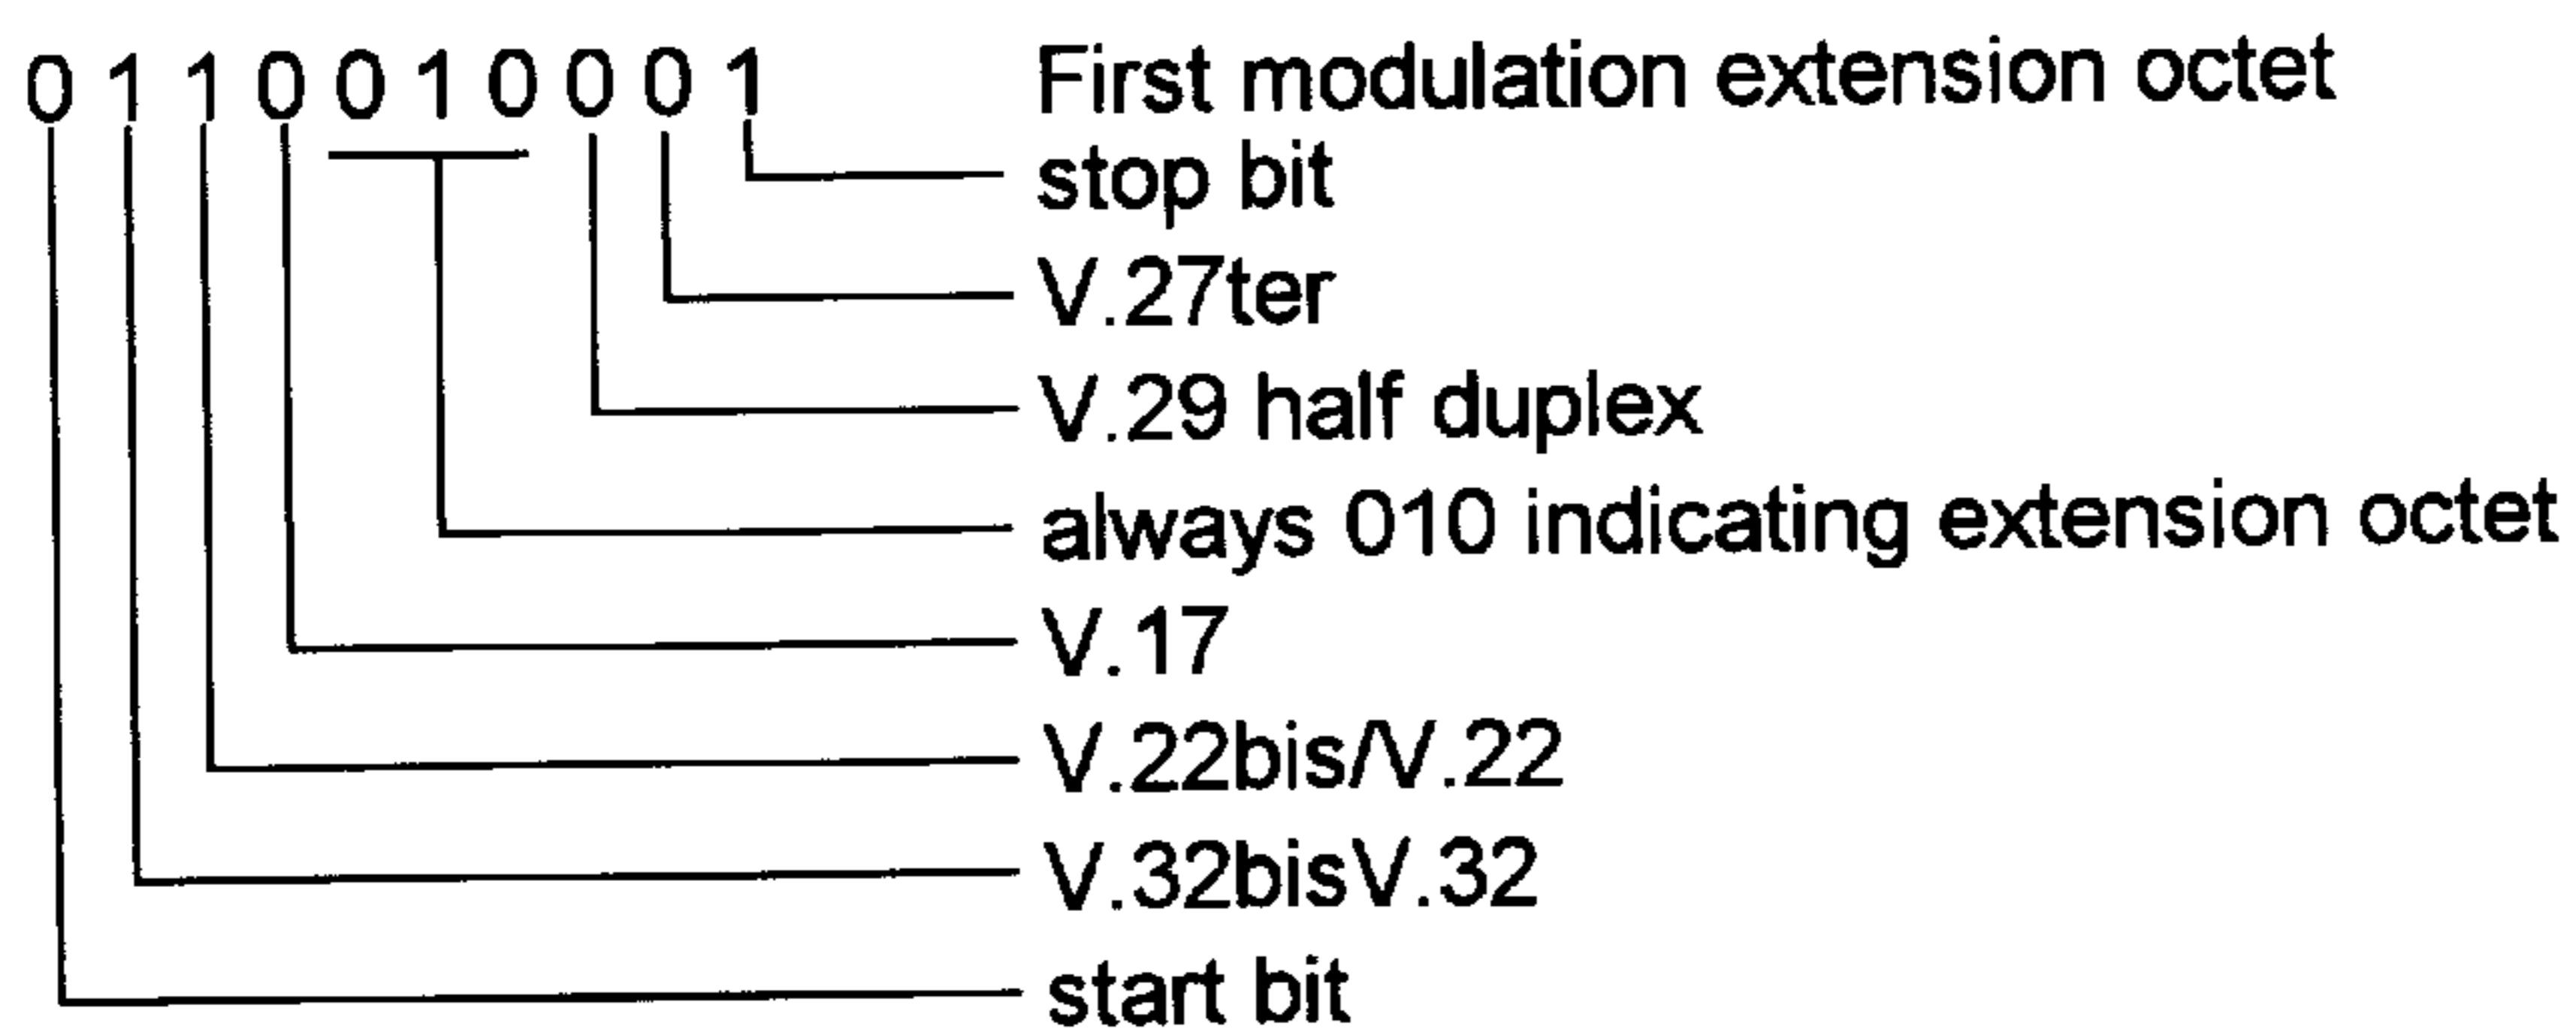 0 1 1 0 0 1 0 0 0 1 First modulation extension octet
stop bit
V.27ter
V.29 half duplex
always 010 indicating extension octet
V.17
V.22bis/V.22
V.32bisV.32
start bit